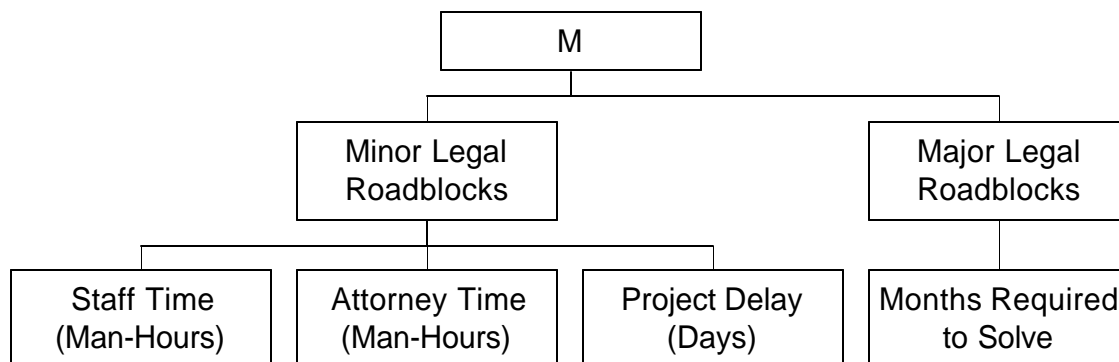 M
Minor Legal
Roadblocks
Major Legal
Roadblocks
Staff Time
(Man-Hours)
Attorney Time
(Man-Hours)
Project Delay
(Days)
Months Required
to Solve